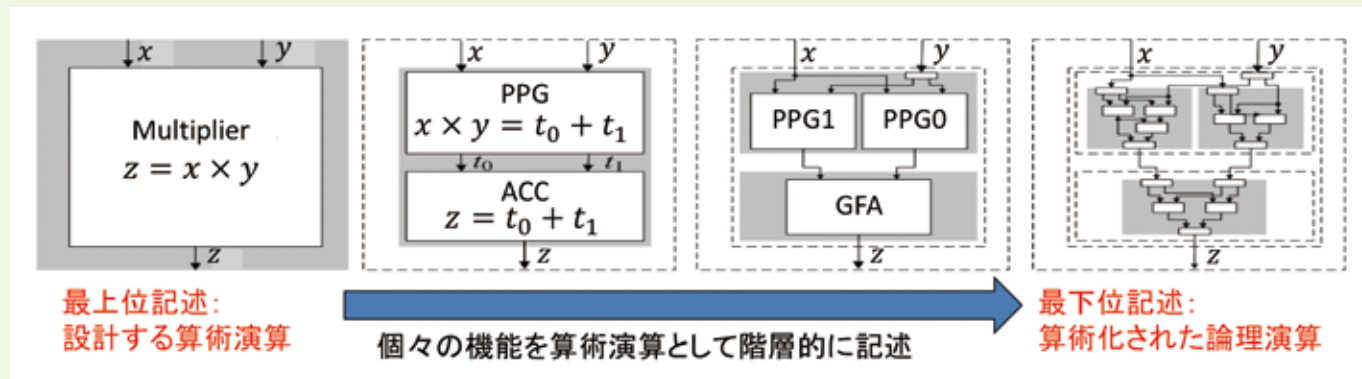 x y
Multiplier
z = x × y
z
x y
PPG
x × y = t₀ + t₁
t₀ t₁
ACC
z = t₀ + t₁
z
x y
PPG1 PPG0
GFA
z
x y
z
最上位記述:
設計する算術演算
個々の機能を算術演算として階層的に記述
最下位記述:
算術化された論理演算